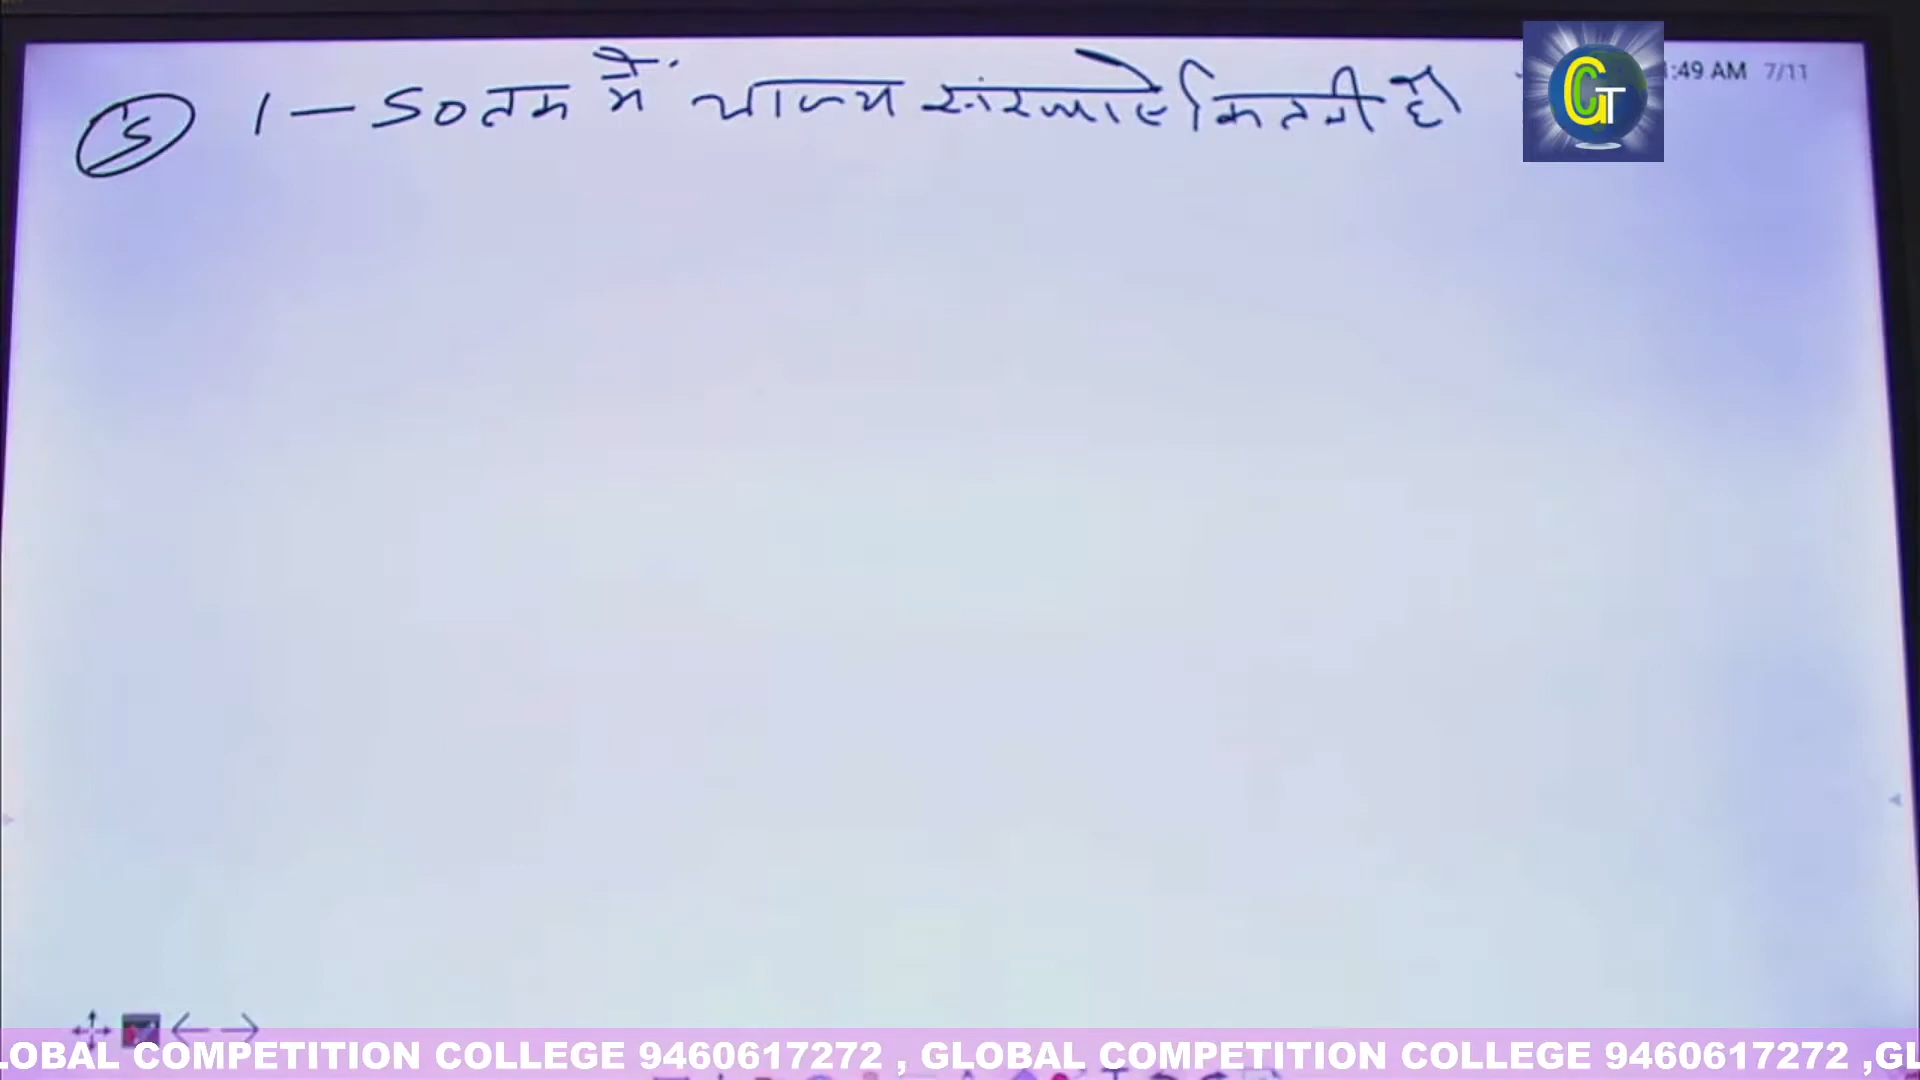 ⑤ 1 - 50 तक में भाज्य संख्याएं कितनी है
:49 AM 7/11
GT
LOBAL COMPETITION COLLEGE 9460617272 , GLOBAL COMPETITION COLLEGE 9460617272 ,GL